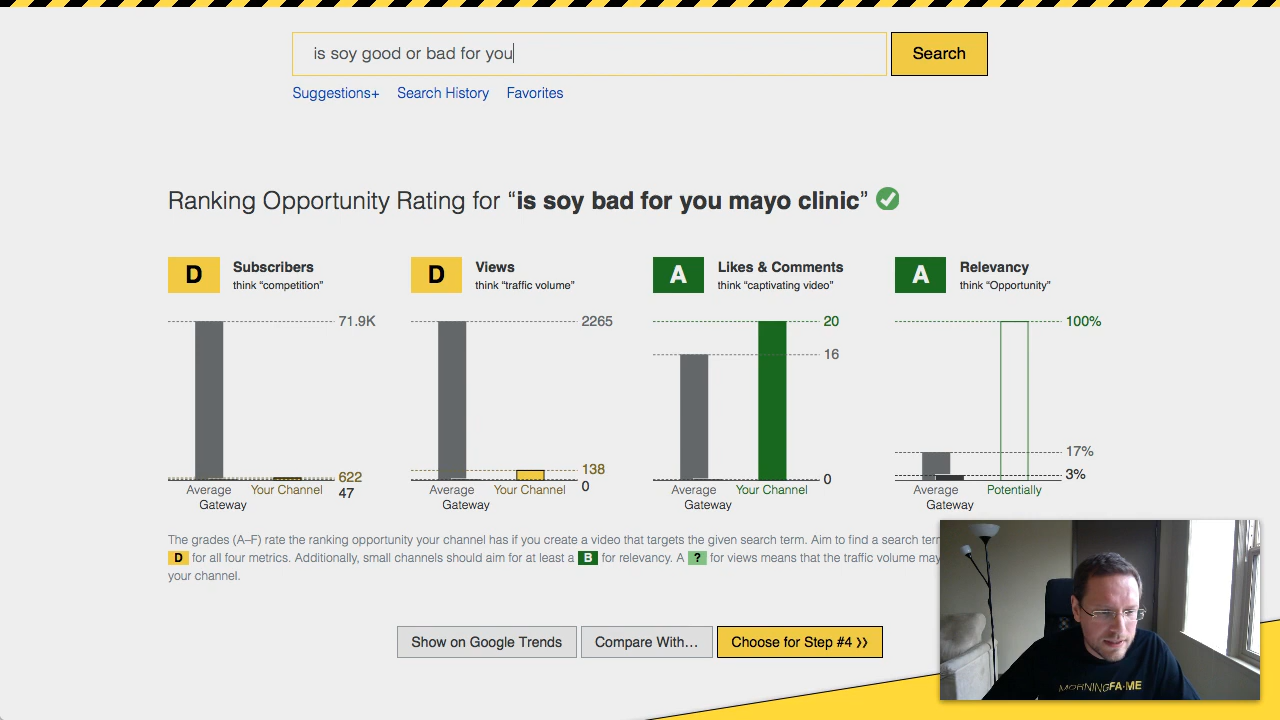 is soy good or bad for you
Search
Suggestions+ Search History Favorites
Ranking Opportunity Rating for “is soy bad for you mayo clinic”
D Subscribers
think “competition”
D Views
think “traffic volume”
A Likes & Comments
think “captivating video”
A Relevancy
think “Opportunity”
71.9K
622
47
Average Your Channel
Gateway
2265
138
0
Average Your Channel
Gateway
20
16
0
Average Your Channel
Gateway
100%
17%
3%
Average Potentially
Gateway
The grades (A–F) rate the ranking opportunity your channel has if you create a video that targets the given search term. Aim to find a search term
D for all four metrics. Additionally, small channels should aim for at least a B for relevancy. A ? for views means that the traffic volume may
your channel.
Show on Google Trends
Compare With...
Choose for Step #4 ⟩⟩
MORNINGFA·ME